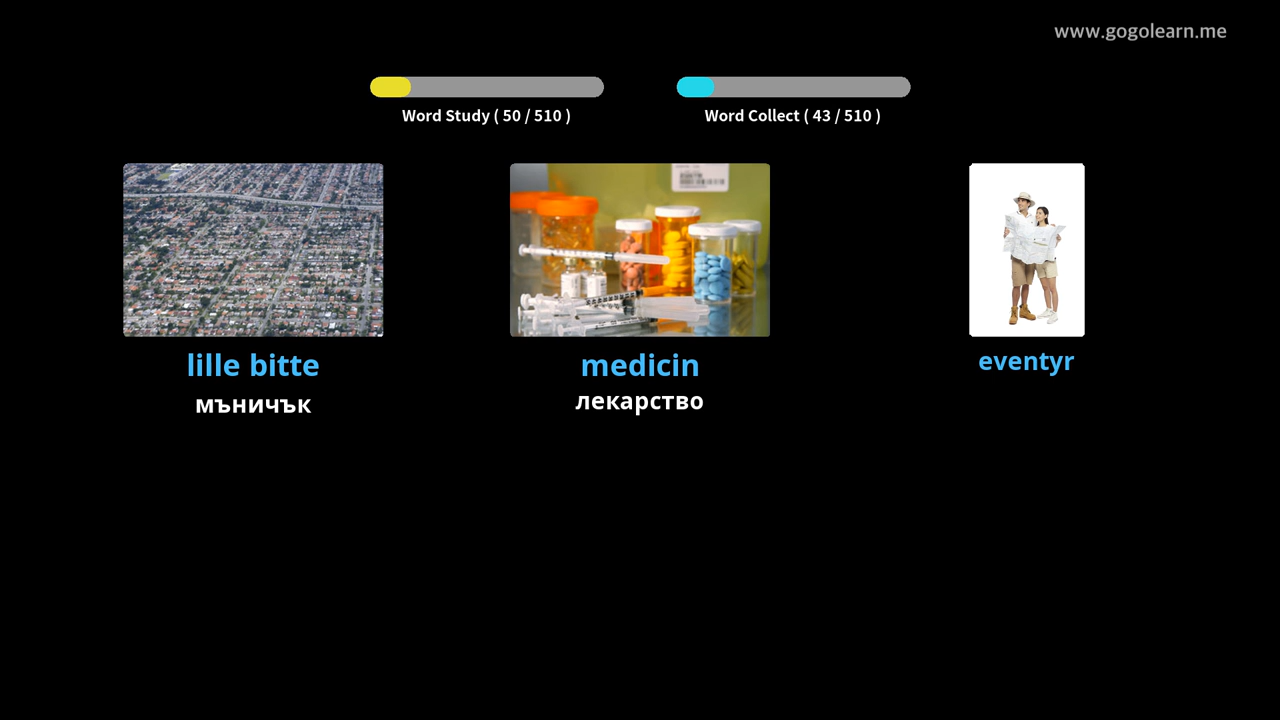 www.gogolearn.me
Word Study ( 50 / 510 )
Word Collect ( 43 / 510 )
lille bitte
мъничък
medicin
лекарство
eventyr